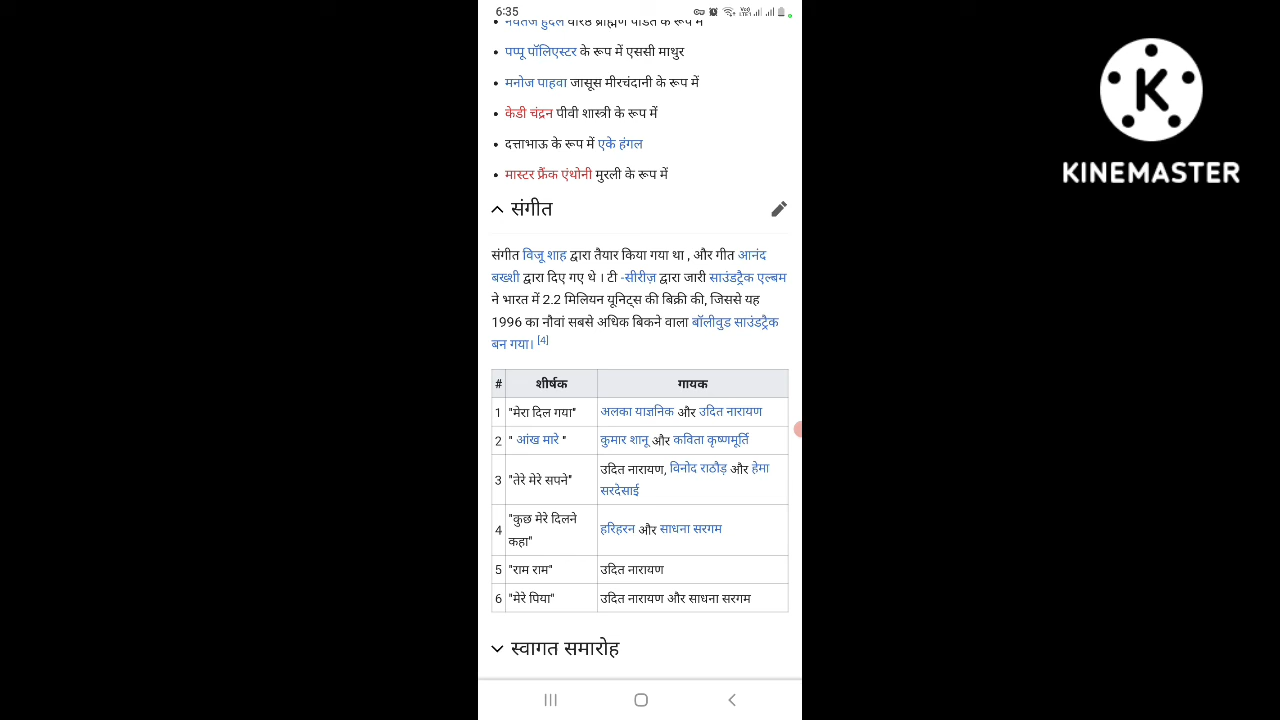 6:35
नवतेज हुंदल वरिष्ठ ब्राह्मण पंडित के रूप में
पप्पू पॉलिएस्टर के रूप में एससी माथुर
मनोज पाहवा जासूस मीरचंदानी के रूप में
केडी चंद्रन पीवी शास्त्री के रूप में
दत्ताभाऊ के रूप में एके हंगल
मास्टर फ्रैंक एंथोनी मुरली के रूप में
संगीत
संगीत विजू शाह द्वारा तैयार किया गया था , और गीत आनंद
बख्शी द्वारा दिए गए थे । टी -सीरीज़ द्वारा जारी साउंडट्रैक एल्बम
ने भारत में 2.2 मिलियन यूनिट्स की बिक्री की, जिससे यह
1996 का नौवां सबसे अधिक बिकने वाला बॉलीवुड साउंडट्रैक
बन गया। [4]
# शीर्षक गायक
1 "मेरा दिल गया" अलका याज्ञनिक और उदित नारायण
2 " आंख मारे " कुमार शानू और कविता कृष्णमूर्ति
3 "तेरे मेरे सपने" उदित नारायण, विनोद राठौड़ और हेमा
सरदेसाई
4 "कुछ मेरे दिलने
कहा" हरिहरन और साधना सरगम
5 "राम राम" उदित नारायण
6 "मेरे पिया" उदित नारायण और साधना सरगम
स्वागत समारोह
K
KINEMASTER